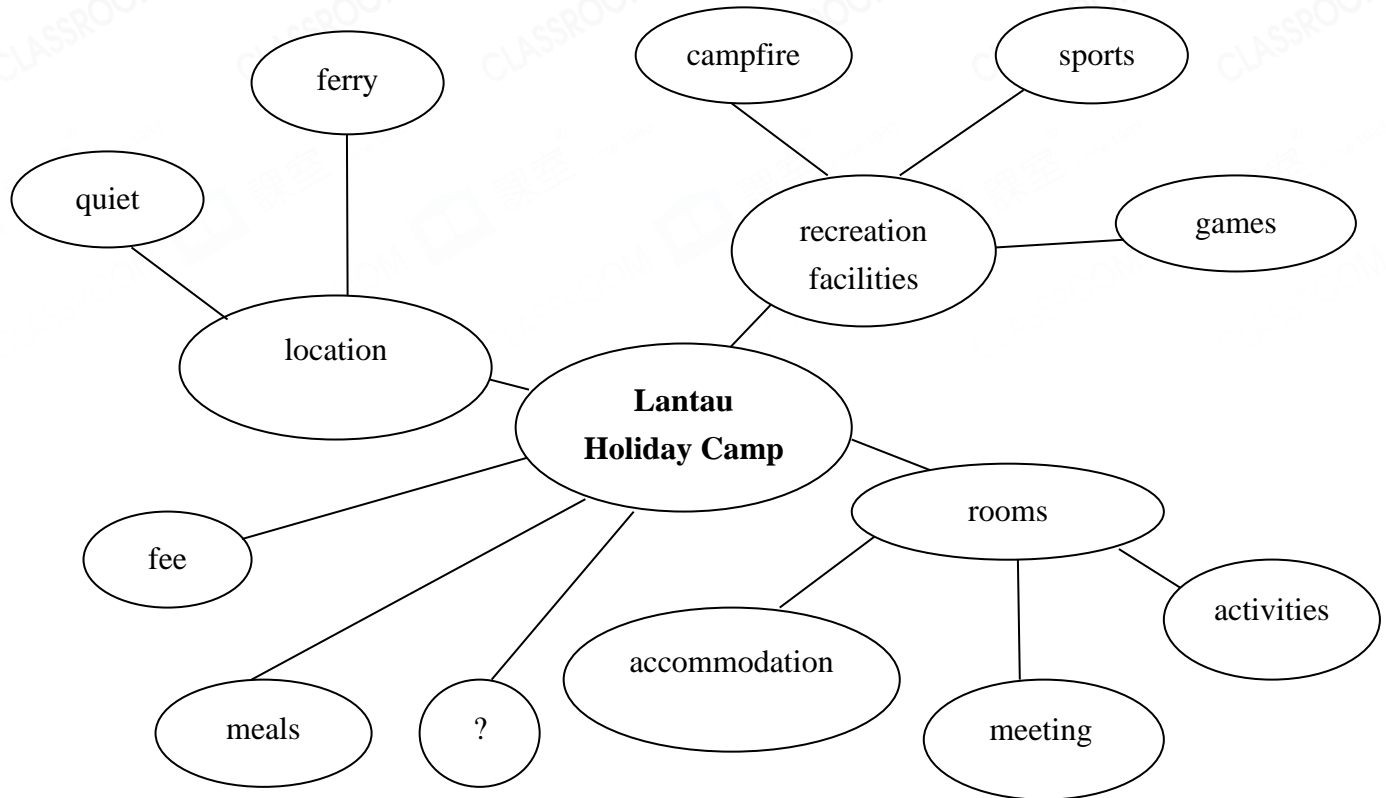 campfire
sports
ferry
quiet
games
recreation
facilities
location
Lantau
Holiday Camp
rooms
fee
activities
accommodation
meals
?
meeting